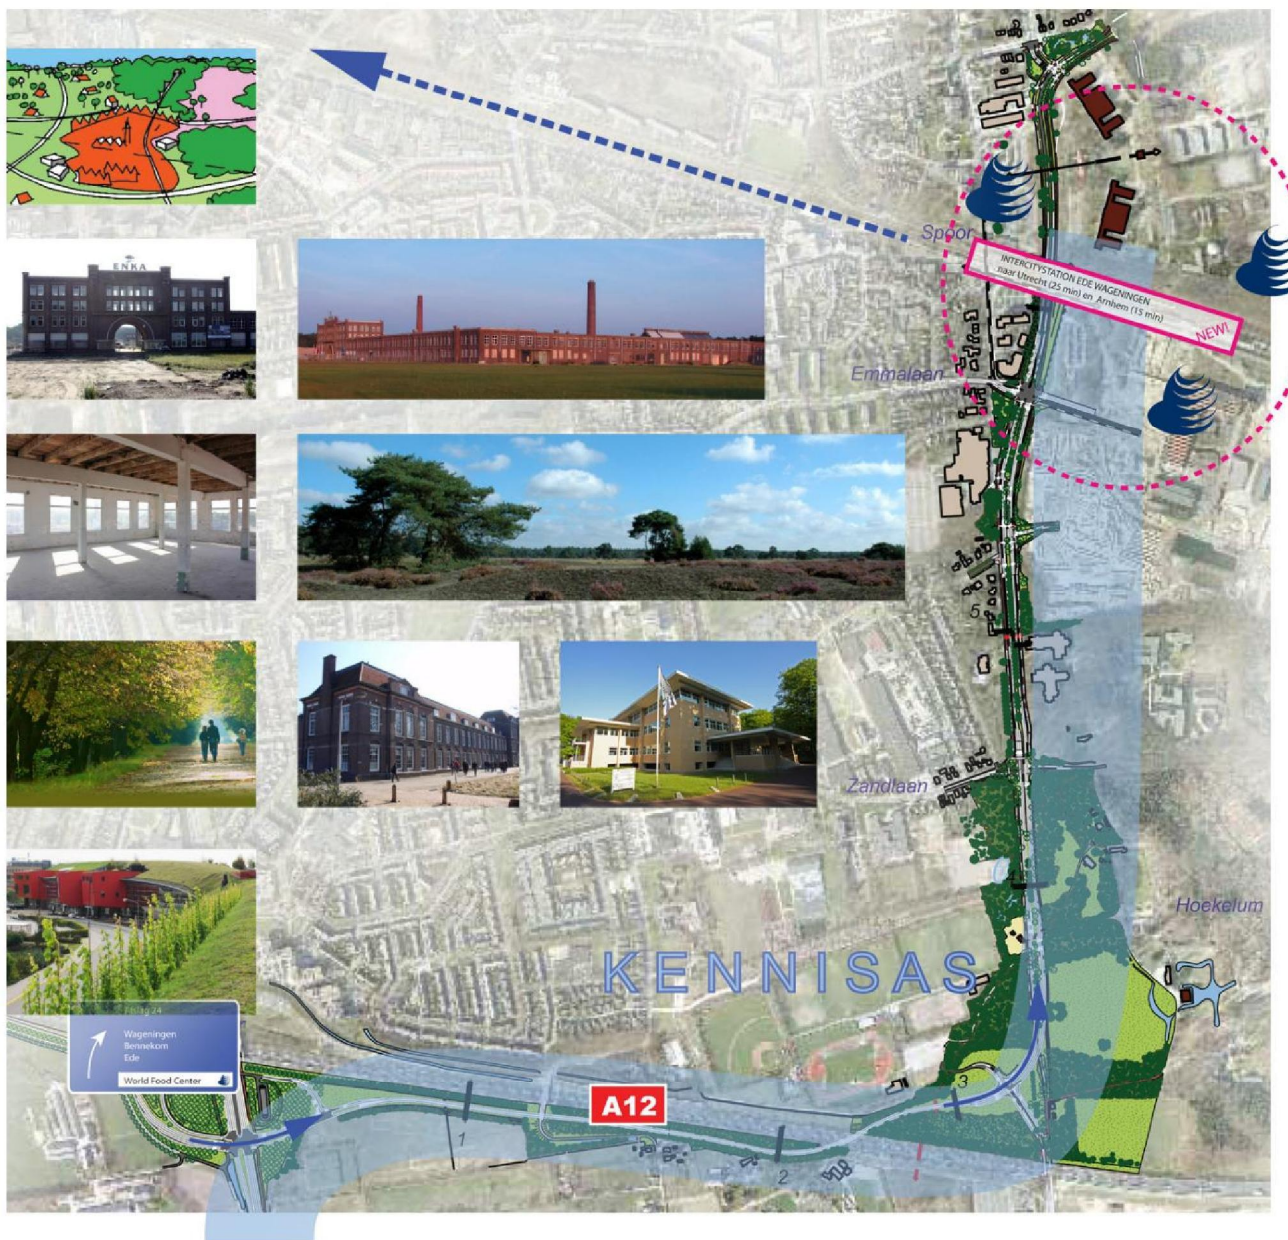 ENKA
Spoor
INTERCITYSTATION EDE WAGENINGEN
naar Utrecht (25 min) en Arnhem (15 min)
NEW!
Emmalaan
5
Zandlaan
Hoekelum
KENNISAS
Wageningen
Bennekom
Ede
World Food Center
A12
1
2
3